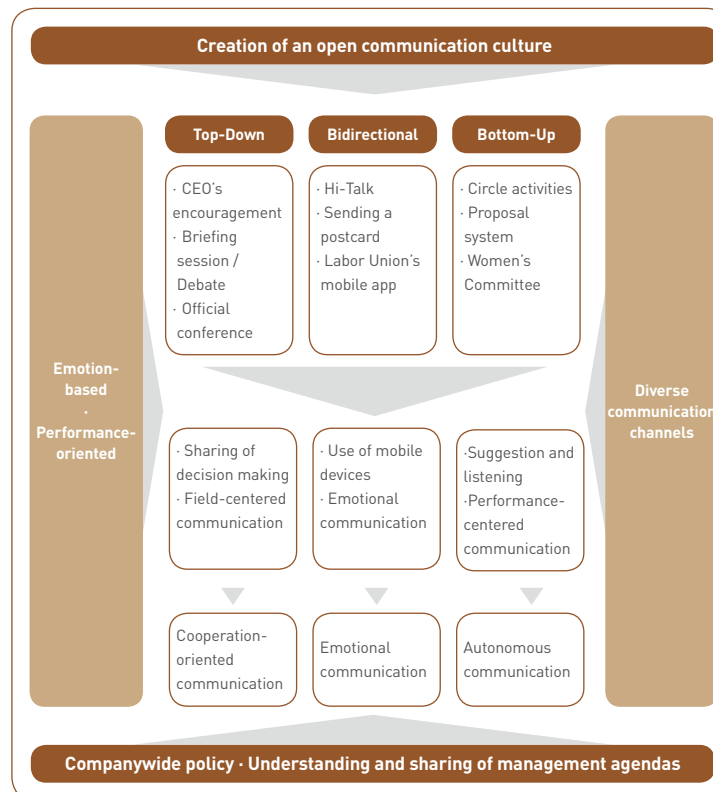 Creation of an open communication culture
Top-Down
Bidirectional
Bottom-Up
· CEO's
encouragement
· Briefing
session /
Debate
· Official
conference
· Hi-Talk
· Sending a
postcard
· Labor Union's
mobile app
· Circle activities
· Proposal
system
· Women's
Committee
Emotion-
based
·
Performance-
oriented
Diverse
communication
channels
· Sharing of
decision making
· Field-centered
communication
· Use of mobile
devices
· Emotional
communication
·Suggestion and
listening
·Performance-
centered
communication
Cooperation-
oriented
communication
Emotional
communication
Autonomous
communication
Companywide policy · Understanding and sharing of management agendas